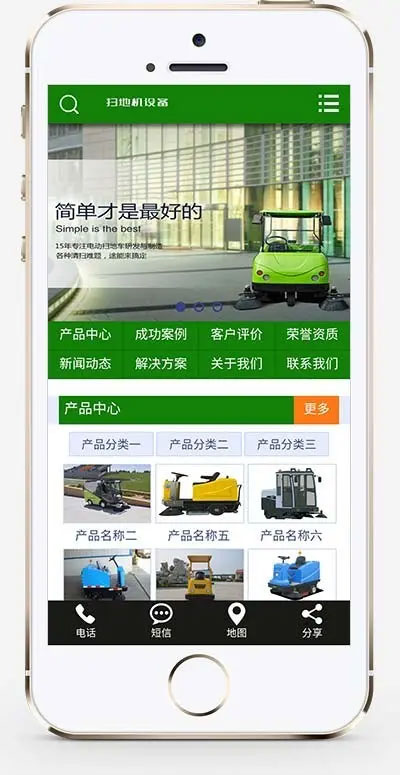 扫地机设备
简单才是最好的
Simple is the best
15年专注电动扫地车研发与制造
各种清扫难题，途能来搞定
产品中心 成功案例 客户评价 荣誉资质
新闻动态 解决方案 关于我们 联系我们
产品中心 更多
产品分类一 产品分类二 产品分类三
产品名称二 产品名称五 产品名称六
电话 短信 地图 分享